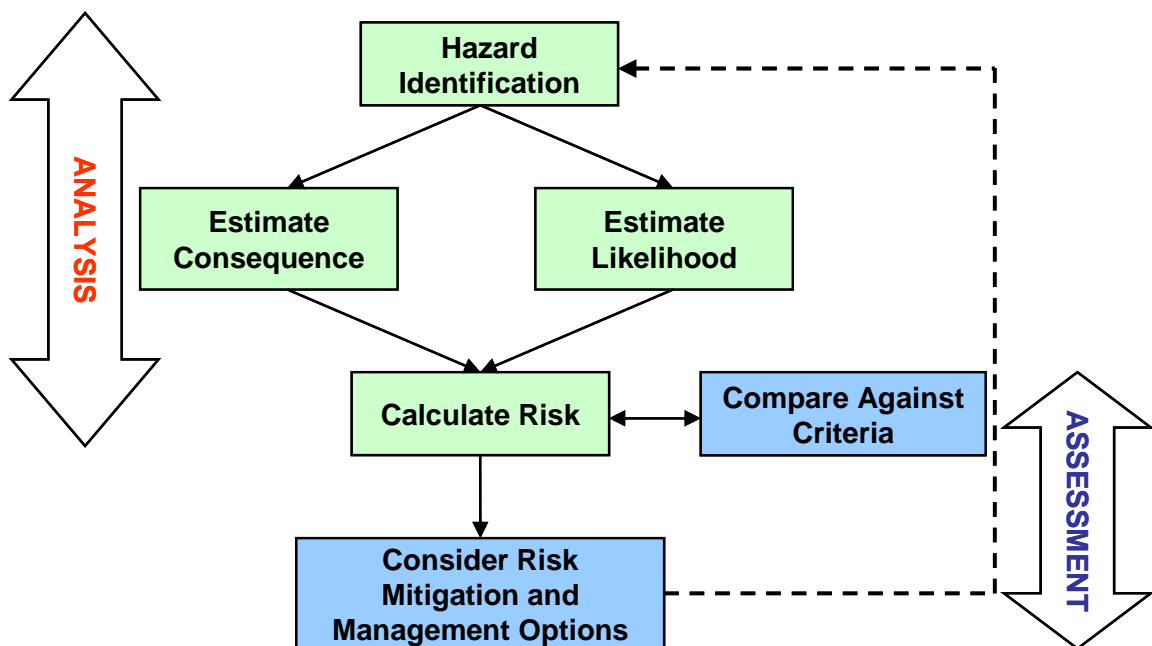 Hazard
Identification
ANALYSIS
Estimate
Consequence
Estimate
Likelihood
Calculate Risk
Compare Against
Criteria
ASSESSMENT
Consider Risk
Mitigation and
Management Options